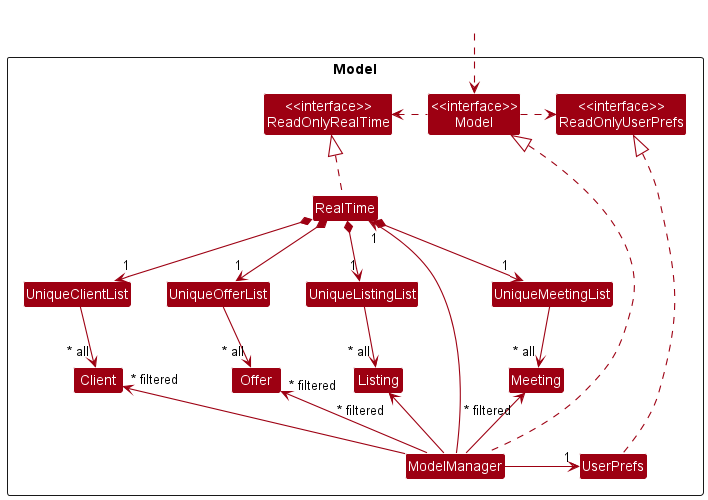 Model
<<interface>>
ReadOnlyRealTime
<<interface>>
Model
<<interface>>
ReadOnlyUserPrefs
RealTime
1
1
1
1
1
UniqueClientList
UniqueOfferList
UniqueListingList
UniqueMeetingList
* all
* all
* all
* all
Client
* filtered
Offer
* filtered
Listing
Meeting
* filtered
* filtered
ModelManager
1
UserPrefs